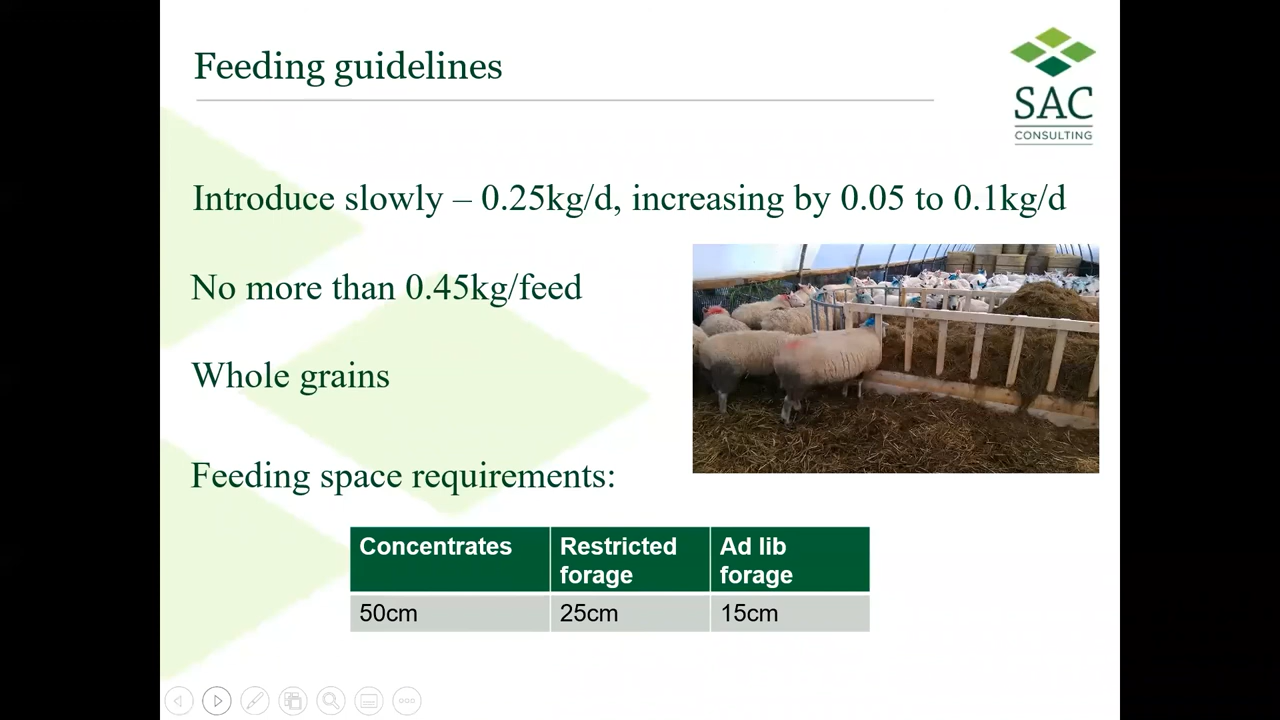 Feeding guidelines
SAC
CONSULTING
Introduce slowly – 0.25kg/d, increasing by 0.05 to 0.1kg/d
No more than 0.45kg/feed
Whole grains
Feeding space requirements:
Concentrates Restricted forage Ad lib forage
50cm 25cm 15cm